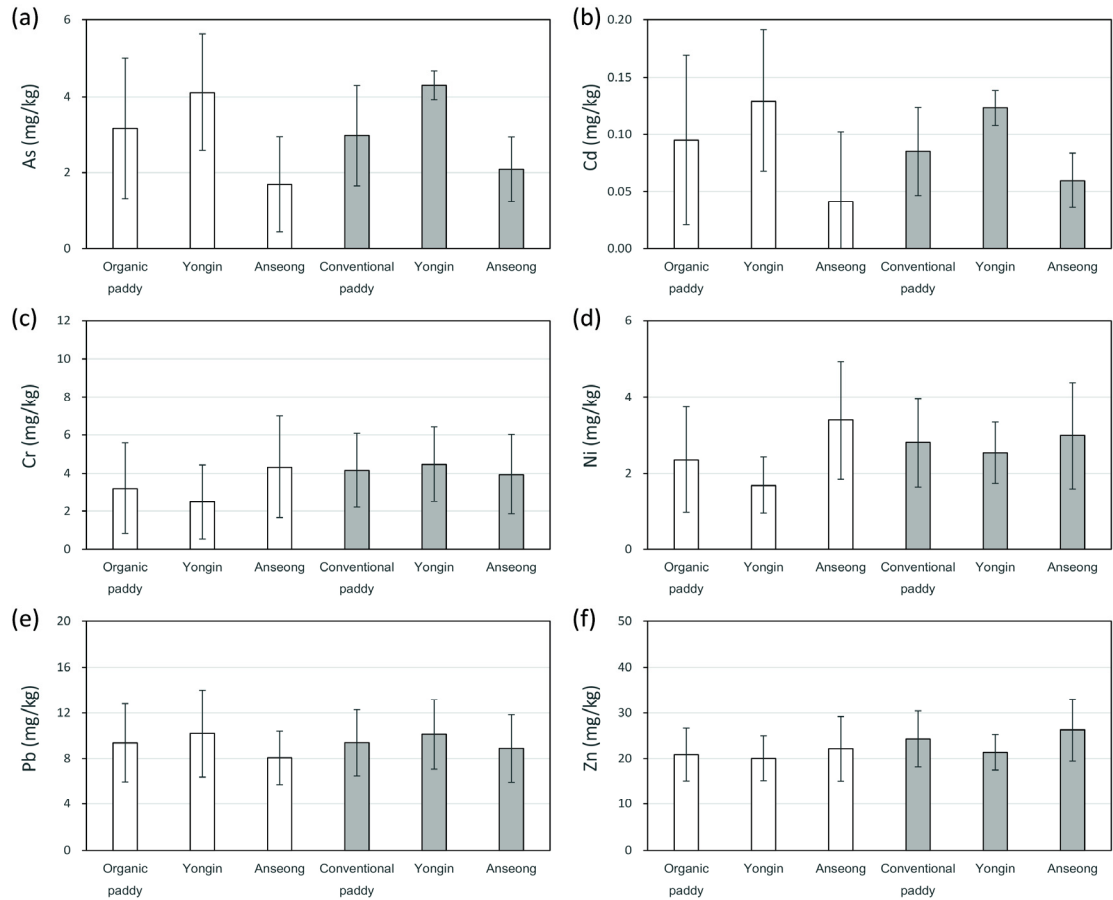 (a)
As (mg/kg)
6
4
2
0
Organic paddy
Yongin
Anseong
Conventional paddy
Yongin
Anseong
(b)
Cd (mg/kg)
0.20
0.15
0.10
0.05
0.00
Organic paddy
Yongin
Anseong
Conventional paddy
Yongin
Anseong
(c)
Cr (mg/kg)
12
10
8
6
4
2
0
Organic paddy
Yongin
Anseong
Conventional paddy
Yongin
Anseong
(d)
Ni (mg/kg)
6
4
2
0
Organic paddy
Yongin
Anseong
Conventional paddy
Yongin
Anseong
(e)
Pb (mg/kg)
20
16
12
8
4
0
Organic paddy
Yongin
Anseong
Conventional paddy
Yongin
Anseong
(f)
Zn (mg/kg)
50
40
30
20
10
0
Organic paddy
Yongin
Anseong
Conventional paddy
Yongin
Anseong